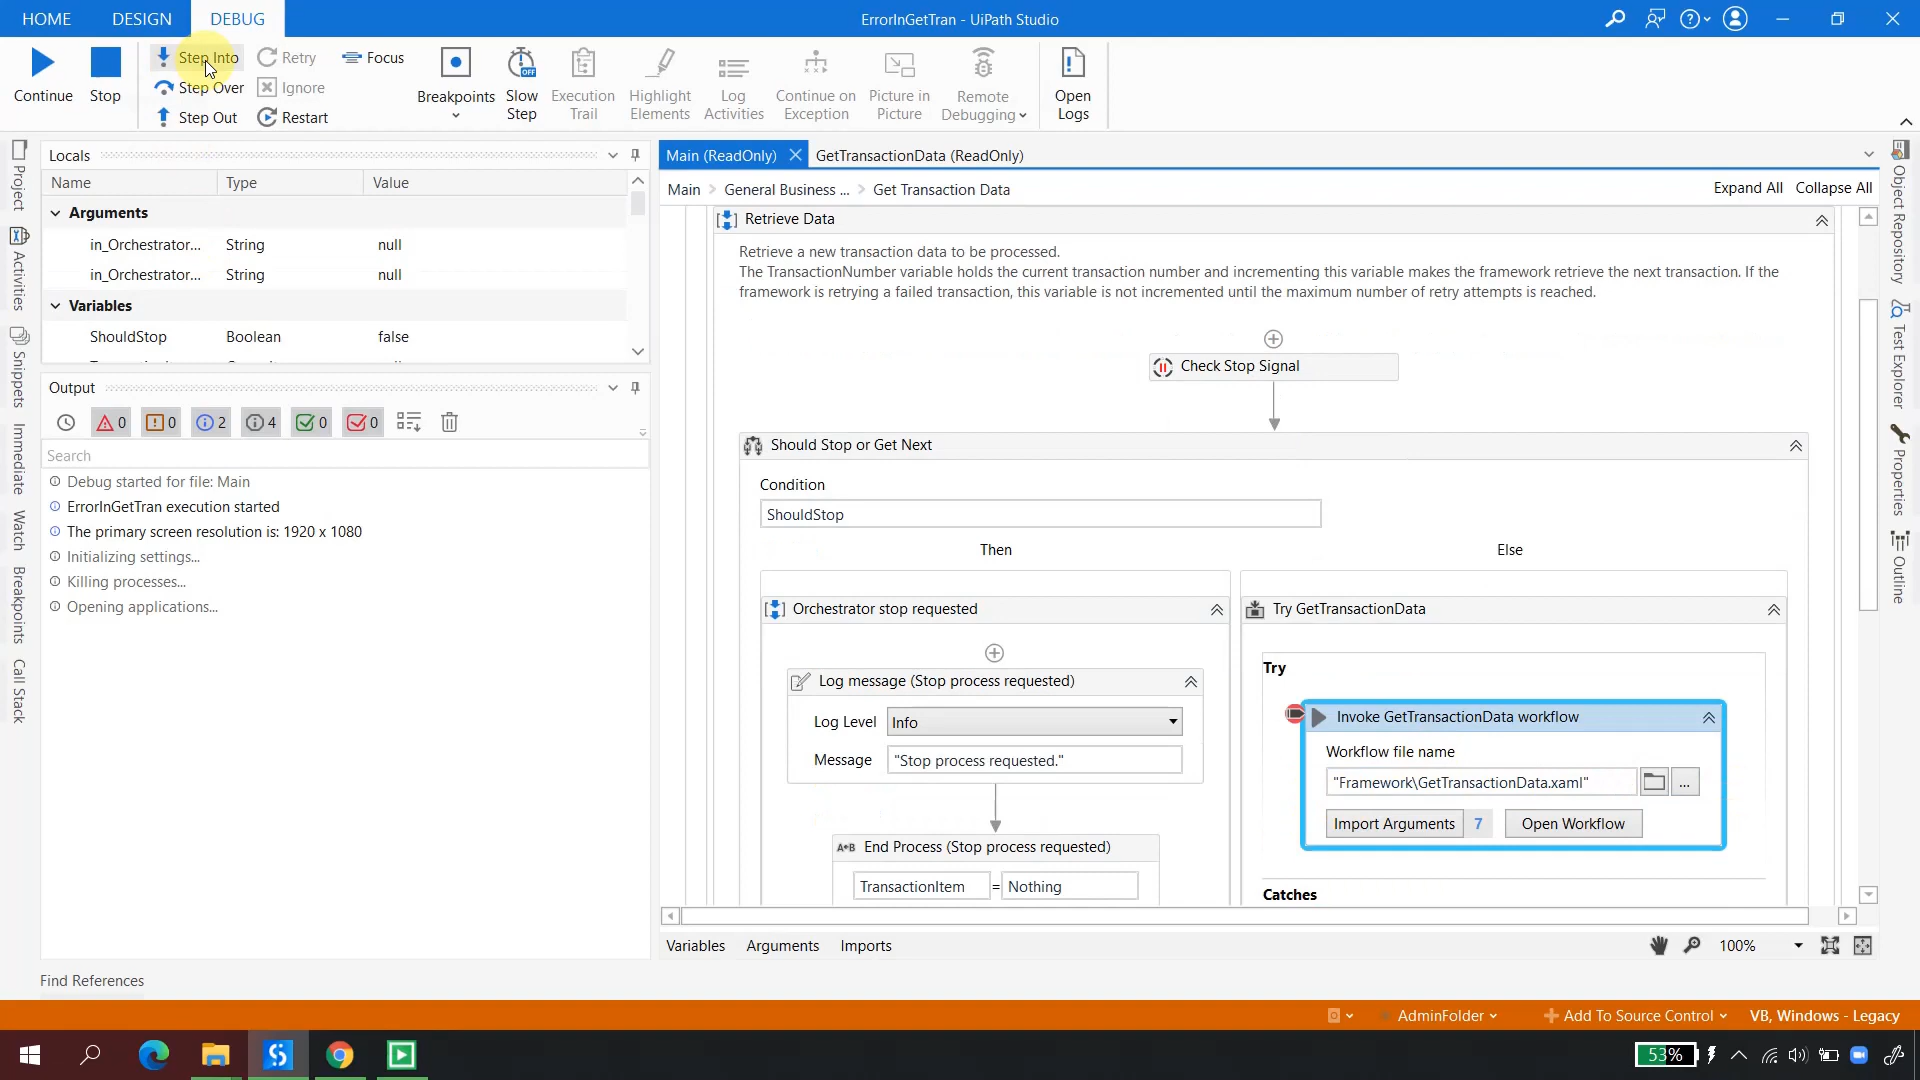 HOME DESIGN DEBUG ErrorInGetTran - UiPath Studio
Continue Stop
Step Into
Step Over
Step Out
Retry
Ignore
Restart
Focus
Breakpoints
Slow Step
OFF
Execution Trail
Highlight Elements
Log Activities
Continue on Exception
Picture in Picture
Remote Debugging
Open Logs
Project
Activities
Snippets
Immediate
Watch
Breakpoints
Call Stack
Locals
Name Type Value
Arguments
in_Orchestrator... String null
in_Orchestrator... String null
Variables
ShouldStop Boolean false
Output
0 0 2 4 0 0
Search
Debug started for file: Main
ErrorInGetTran execution started
The primary screen resolution is: 1920 x 1080
Initializing settings...
Killing processes...
Opening applications...
Find References
Main (ReadOnly) GetTransactionData (ReadOnly)
Main > General Business ... > Get Transaction Data Expand All Collapse All
Retrieve Data
Retrieve a new transaction data to be processed.
The TransactionNumber variable holds the current transaction number and incrementing this variable makes the framework retrieve the next transaction. If the
framework is retrying a failed transaction, this variable is not incremented until the maximum number of retry attempts is reached.
Check Stop Signal
Should Stop or Get Next
Condition
ShouldStop
Then Else
Orchestrator stop requested
Log message (Stop process requested)
Log Level Info
Message "Stop process requested."
End Process (Stop process requested)
A*B
TransactionItem = Nothing
Try GetTransactionData
Try
Invoke GetTransactionData workflow
Workflow file name
"Framework\GetTransactionData.xaml" ...
Import Arguments 7 Open Workflow
Catches
Variables Arguments Imports 100%
Object Repository
Test Explorer
Properties
Outline
AdminFolder Add To Source Control VB, Windows - Legacy
53%